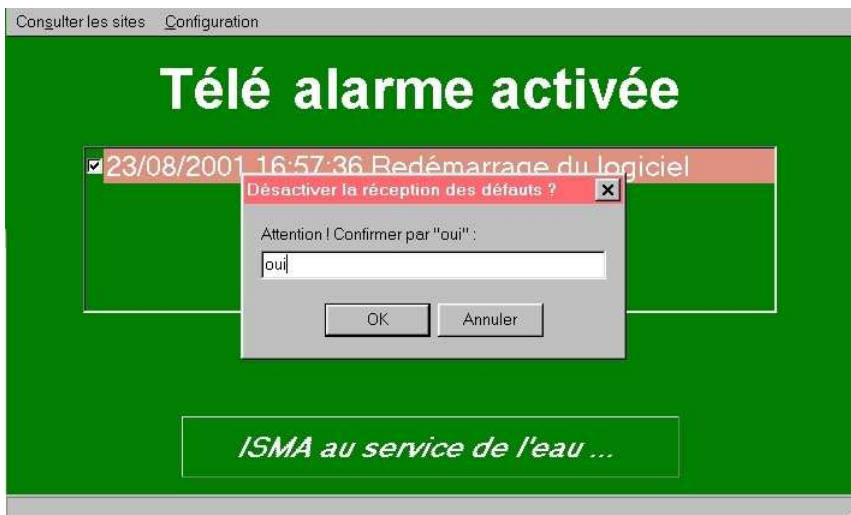 Consulter les sites Configuration
Télé alarme activée
23/08/2001 16:57:36 Redémarrage du logiciel
Désactiver la réception des défauts ?
Attention ! Confirmer par "oui" :
oui
OK Annuler
ISMA au service de l'eau ...